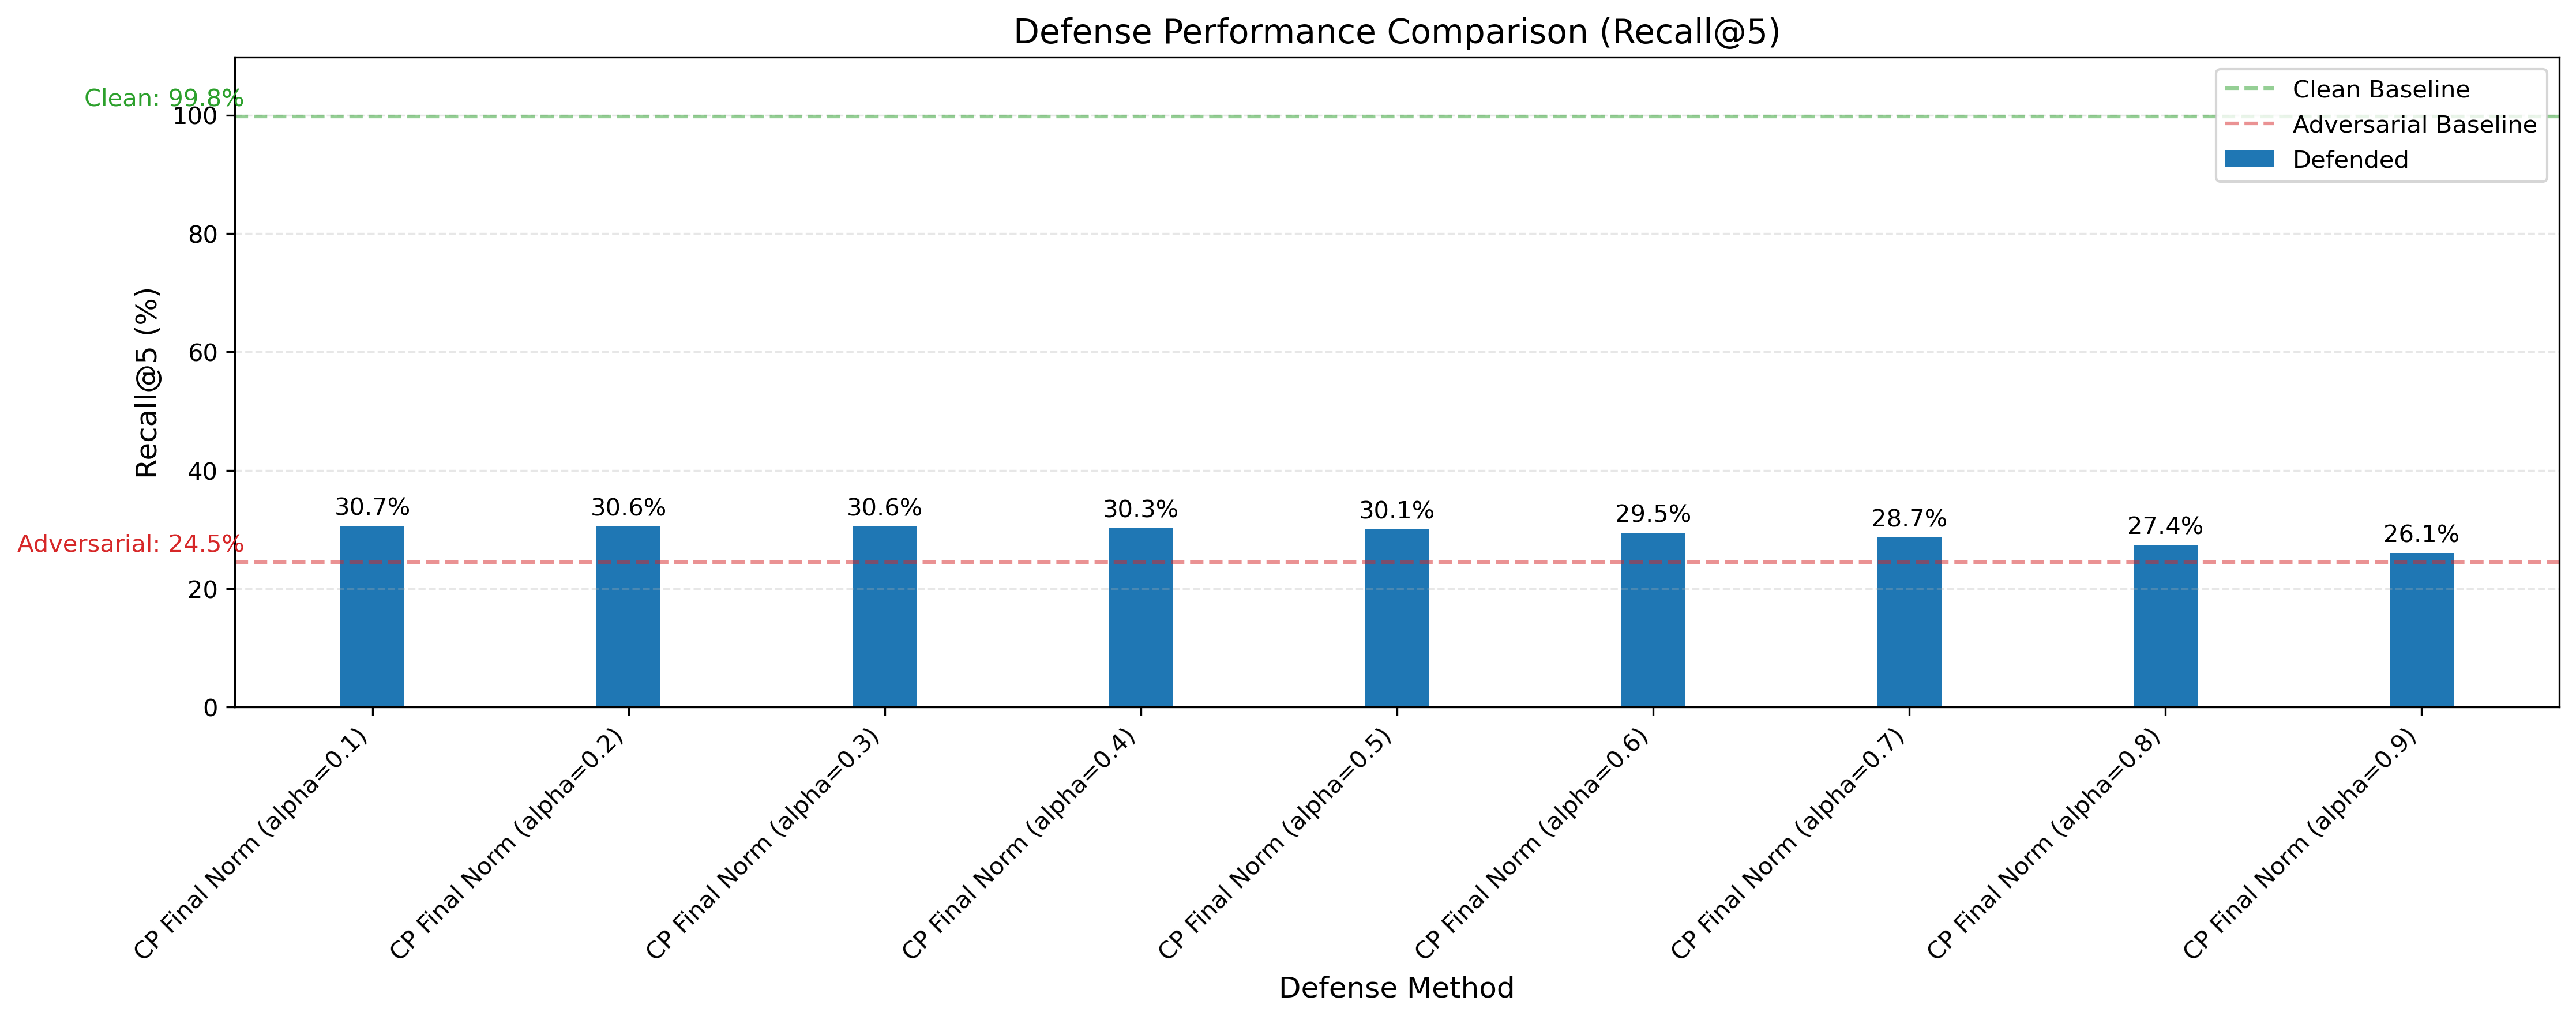 Defense Performance Comparison (Recall@5)
Clean: 99.8%
Adversarial: 24.5%
Recall@5 (%)
100
80
60
40
20
0
Clean Baseline
Adversarial Baseline
Defended
30.7%
30.6%
30.6%
30.3%
30.1%
29.5%
28.7%
27.4%
26.1%
CP Final Norm (alpha=0.1)
CP Final Norm (alpha=0.2)
CP Final Norm (alpha=0.3)
CP Final Norm (alpha=0.4)
CP Final Norm (alpha=0.5)
CP Final Norm (alpha=0.6)
CP Final Norm (alpha=0.7)
CP Final Norm (alpha=0.8)
CP Final Norm (alpha=0.9)
Defense Method